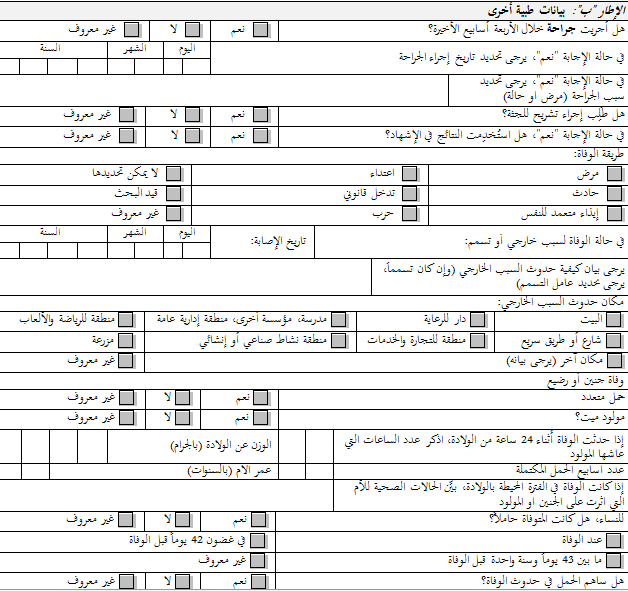 الإطار "ب": بيانات طبية أخرى
هل أجريت جراحة خلال الأربعة أسابيع الأخيرة؟ نعم لا غير معروف
في حالة الإجابة "نعم"، يرجى تحديد تاريخ إجراء الجراحة اليوم الشهر السنة
في حالة الإجابة "نعم"، يرجى تحديد
سبب الجراحة (مرض او حالة)
هل طلب إجراء تشريح للجثة؟ نعم لا غير معروف
في حالة الإجابة "نعم"، هل استُخدِمت النتائج في الإشهاد؟ نعم لا غير معروف
طريقة الوفاة:
مرض اعتداء لا يمكن تحديدها
حادث تدخل قانوني قيد البحث
إيذاء متعمد للنفس حرب غير معروف
في حالة الوفاة لسبب خارجي أو تسمم: تاريخ الإصابة: اليوم الشهر السنة
يرجى بيان كيفية حدوث السبب الخارجي (وإن كان تسمماً،
يرجى تحديد عامل التسمم)
مكان حدوث السبب الخارجي:
البيت دار للرعاية مدرسة، مؤسسة أخرى، منطقة إدارية عامة منطقة للرياضة والألعاب
شارع أو طريق سريع منطقة للتجارة والخدمات منطقة نشاط صناعي أو إنشائي مزرعة
مكان آخر (يرجى بيانه) غير معروف
وفاة جنين أو رضيع
حمل متعدد نعم لا غير معروف
مولود ميت؟ نعم لا غير معروف
إذا حدثت الوفاة أثناء 24 ساعة من الولادة، اذكر عدد الساعات التي
عاشها المولود الوزن عن الولادة (بالجرام)
عدد اسابيع الحمل المكتملة عمر الأم (بالسنوات)
إذا كانت الوفاة في الفترة المحيطة بالولادة، بيِّن الحالات الصحية للأم
التي اثرت على الجنين او المولود
للنساء، هل كانت المتوفاة حاملاً؟ نعم لا غير معروف
عند الوفاة في غضون 42 يوماً قبل الوفاة
ما بين 43 يوماً وسنة واحدة قبل الوفاة غير معروف
هل ساهم الحمل في حدوث الوفاة؟ نعم لا غير معروف